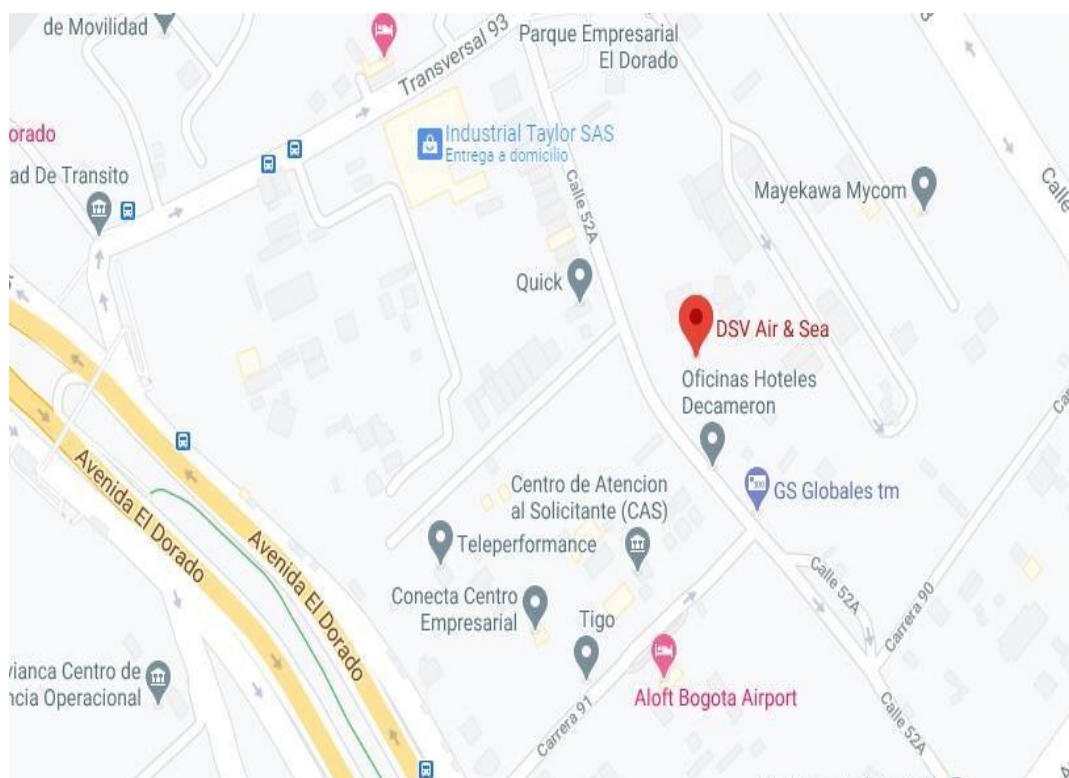 de Movilidad
Transversal 93
Parque Empresarial
El Dorado
orado
Industrial Taylor SAS
Entrega a domicilio
ad De Transito
Calle 52A
Mayekawa Mycom
Calle
Quick
DSV Air & Sea
Oficinas Hoteles
Decameron
GS Globales tm
Centro de Atencion
al Solicitante (CAS)
Teleperformance
Avenida El Dorado
Avenida El Dorado
Conecta Centro
Empresarial
Tigo
Calle 52A
Carrera 90
vianca Centro de
ncia Operacional
Aloft Bogota Airport
Carrera 91
Calle 52A